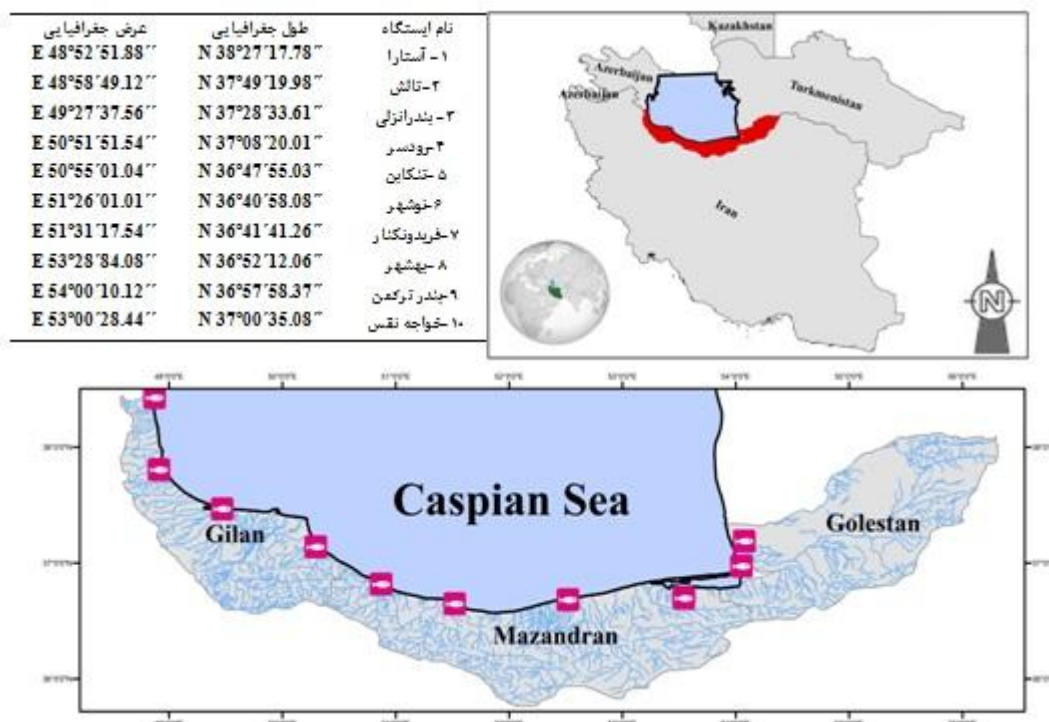 نام ایستگاه طول جغرافیایی عرض جغرافیایی
۱- آستارا N 38°27′17.78″ E 48°52′51.88″
۲-تالش N 37°49′19.98″ E 48°58′49.12″
۳-بندرانزلی N 37°28′33.61″ E 49°27′37.56″
۴-رودسر N 37°08′20.01″ E 50°51′51.54″
۵-تنکابن N 36°47′55.03″ E 50°55′01.04″
۶-نوشهر N 36°40′58.08″ E 51°26′01.01″
۷-فریدونکنار N 36°41′41.26″ E 51°31′17.54″
۸-بهشهر N 36°52′12.06″ E 53°28′84.08″
۹-بندر ترکمن N 36°57′58.37″ E 54°00′10.12″
۱۰-خواجه نفس N 37°00′35.08″ E 53°00′28.44″
Kazakhstan
Azerbaijan
Azerbaijan
Turkmenistan
Iran
N
Caspian Sea
Gilan
Golestan
Mazandran